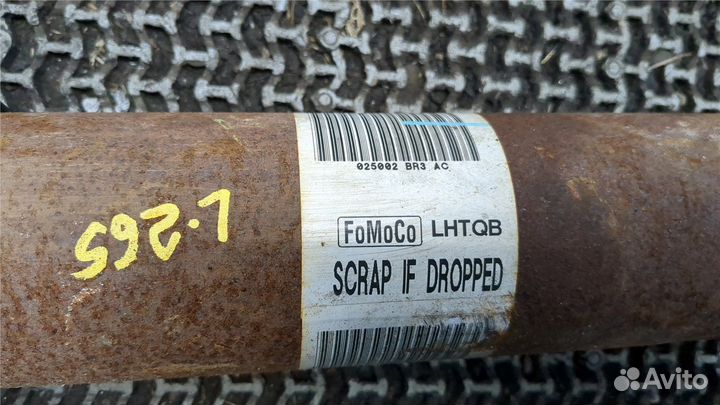 025002 BR3 AC
FoMoCo LHTQB
SCRAP IF DROPPED
L·265
Avito